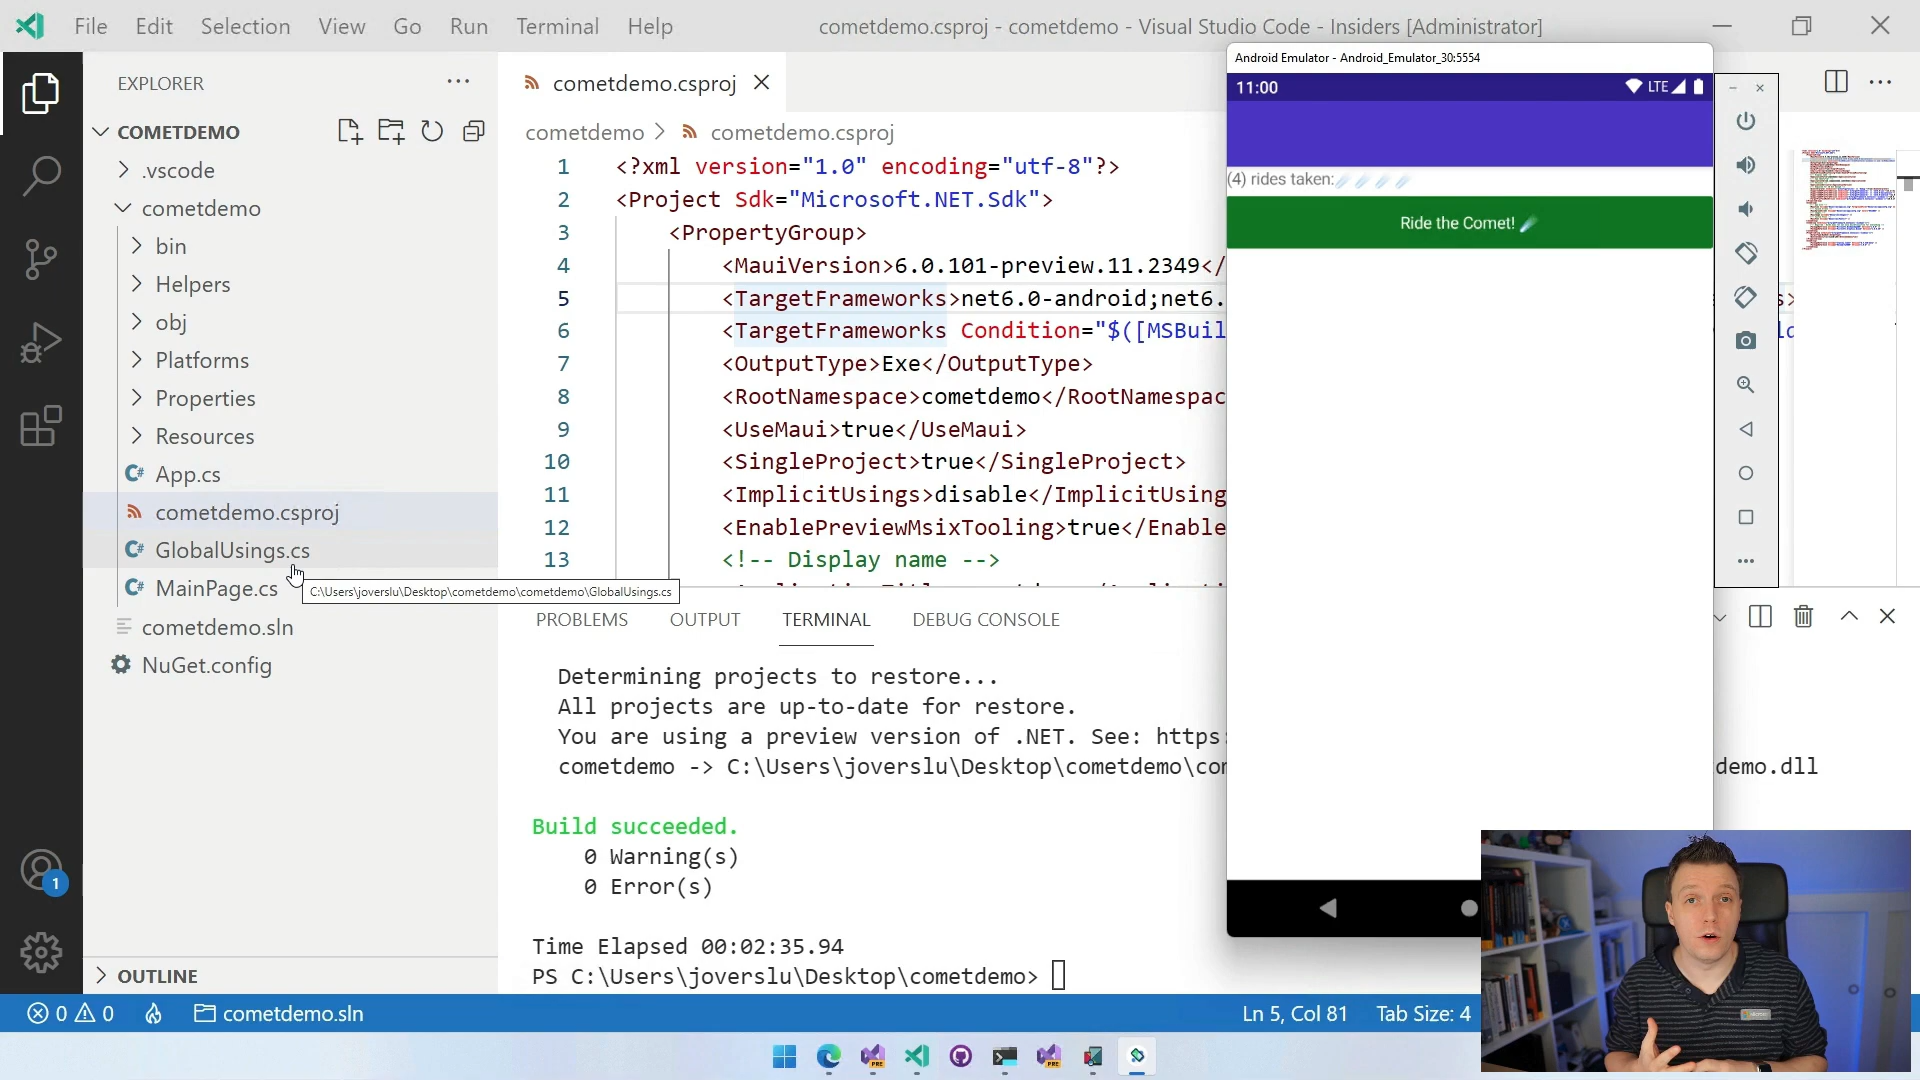 File Edit Selection View Go Run Terminal Help
cometdemo.csproj - cometdemo - Visual Studio Code - Insiders [Administrator]
EXPLORER
COMETDEMO
.vscode
cometdemo
bin
Helpers
obj
Platforms
Properties
Resources
App.cs
cometdemo.csproj
GlobalUsings.cs
MainPage.cs
cometdemo.sln
NuGet.config
C:\Users\joverslu\Desktop\cometdemo\cometdemo\GlobalUsings.cs
OUTLINE
cometdemo.csproj
cometdemo > cometdemo.csproj
1 <?xml version="1.0" encoding="utf-8"?>
2 <Project Sdk="Microsoft.NET.Sdk">
3 <PropertyGroup>
4 <MauiVersion>6.0.101-preview.11.2349</
5 <TargetFrameworks>net6.0-android;net6.
6 <TargetFrameworks Condition="$([MSBuil
7 <OutputType>Exe</OutputType>
8 <RootNamespace>cometdemo</RootNamespac
9 <UseMaui>true</UseMaui>
10 <SingleProject>true</SingleProject>
11 <ImplicitUsings>disable</ImplicitUsing
12 <EnablePreviewMsixTooling>true</Enable
13 <!-- Display name -->
PROBLEMS OUTPUT TERMINAL DEBUG CONSOLE
Determining projects to restore...
All projects are up-to-date for restore.
You are using a preview version of .NET. See: https:
cometdemo -> C:\Users\joverslu\Desktop\cometdemo\co demo.dll
Build succeeded.
0 Warning(s)
0 Error(s)
Time Elapsed 00:02:35.94
PS C:\Users\joverslu\Desktop\cometdemo>
Android Emulator - Android_Emulator_30:5554
11:00 LTE
(4) rides taken:☄☄☄☄
Ride the Comet! ☄
1
0 0 cometdemo.sln
Ln 5, Col 81 Tab Size: 4
PRE PRE